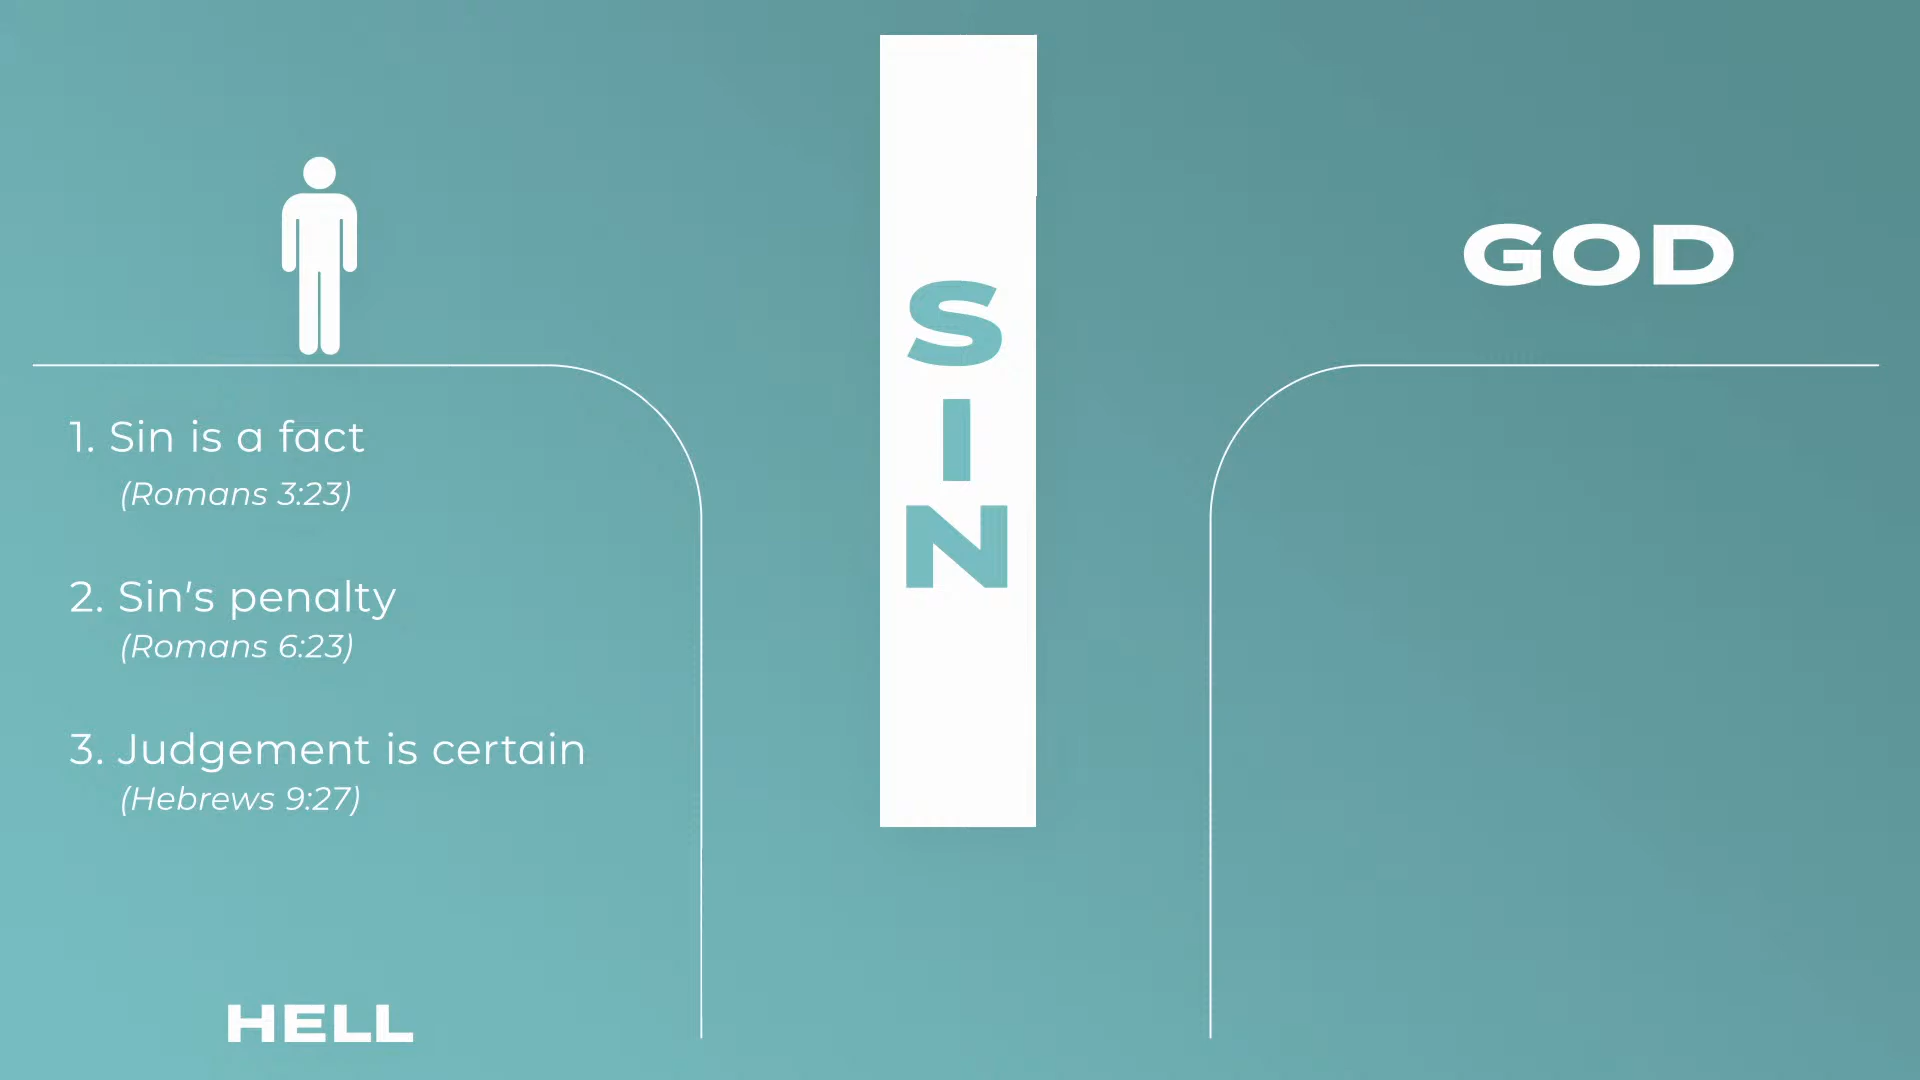 GOD
S
I
N
1. Sin is a fact
(Romans 3:23)
2. Sin's penalty
(Romans 6:23)
3. Judgement is certain
(Hebrews 9:27)
HELL